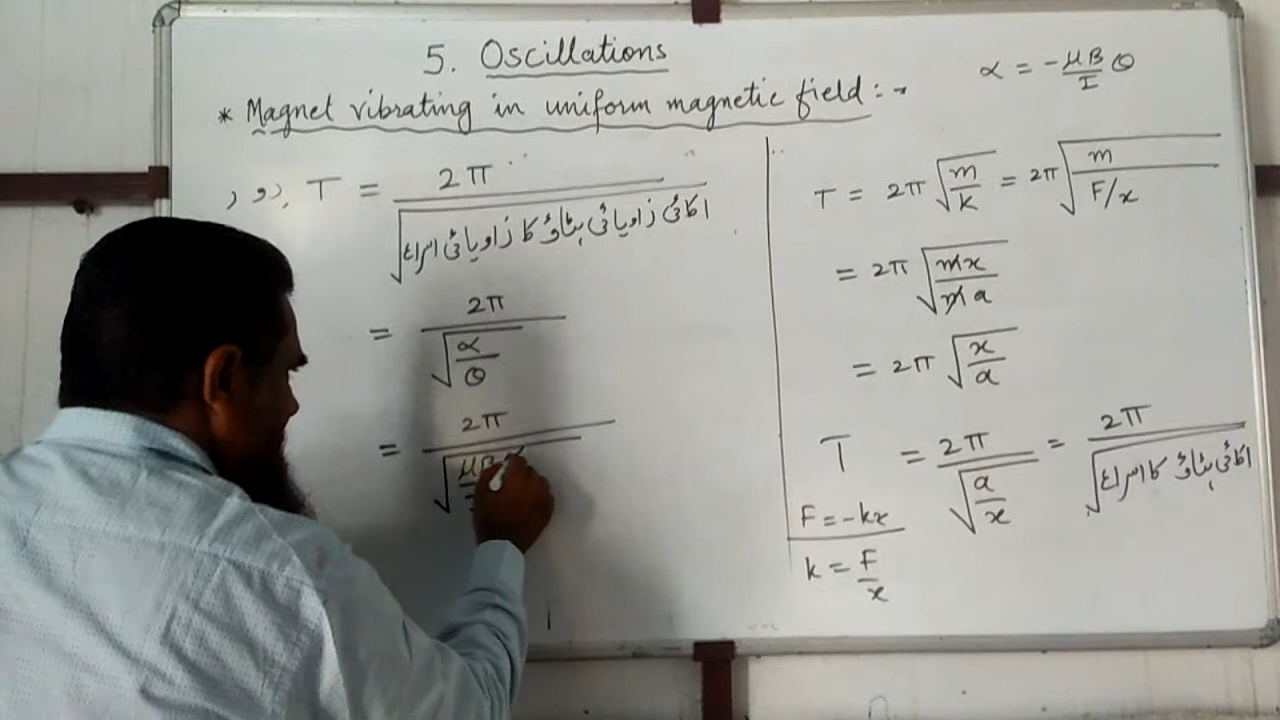 5. Oscillations
α = -μB/I θ
* Magnet vibrating in uniform magnetic field :-
دور, T = 2π / √اکائی زاویائی ہٹاؤ کا زاویائی اسراع
= 2π / √(α/θ)
= 2π / √(μB
T = 2π √(m/k) = 2π √(m / F/x)
= 2π √(mx/ma)
= 2π √(x/a)
T = 2π / √(a/x) = 2π / √اکائی ہٹاؤ کا اسراع
F = -kx
k = F/x